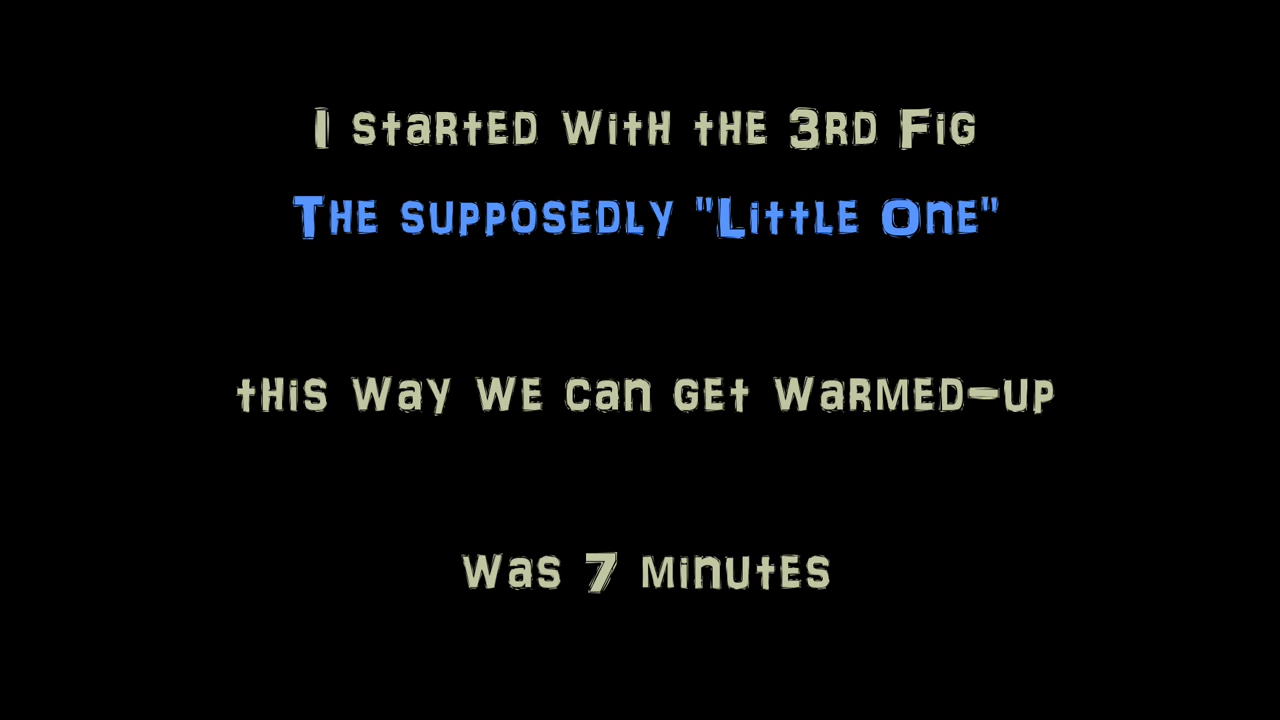 I started with the 3rd Fig
The supposedly "Little One"
this way we can get warmed-up
was 7 minutes